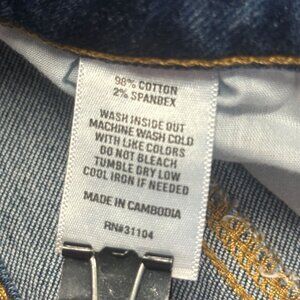 98% COTTON
2% SPANDEX
WASH INSIDE OUT
MACHINE WASH COLD
WITH LIKE COLORS
DO NOT BLEACH
TUMBLE DRY LOW
COOL IRON IF NEEDED
MADE IN CAMBODIA
RN#31104